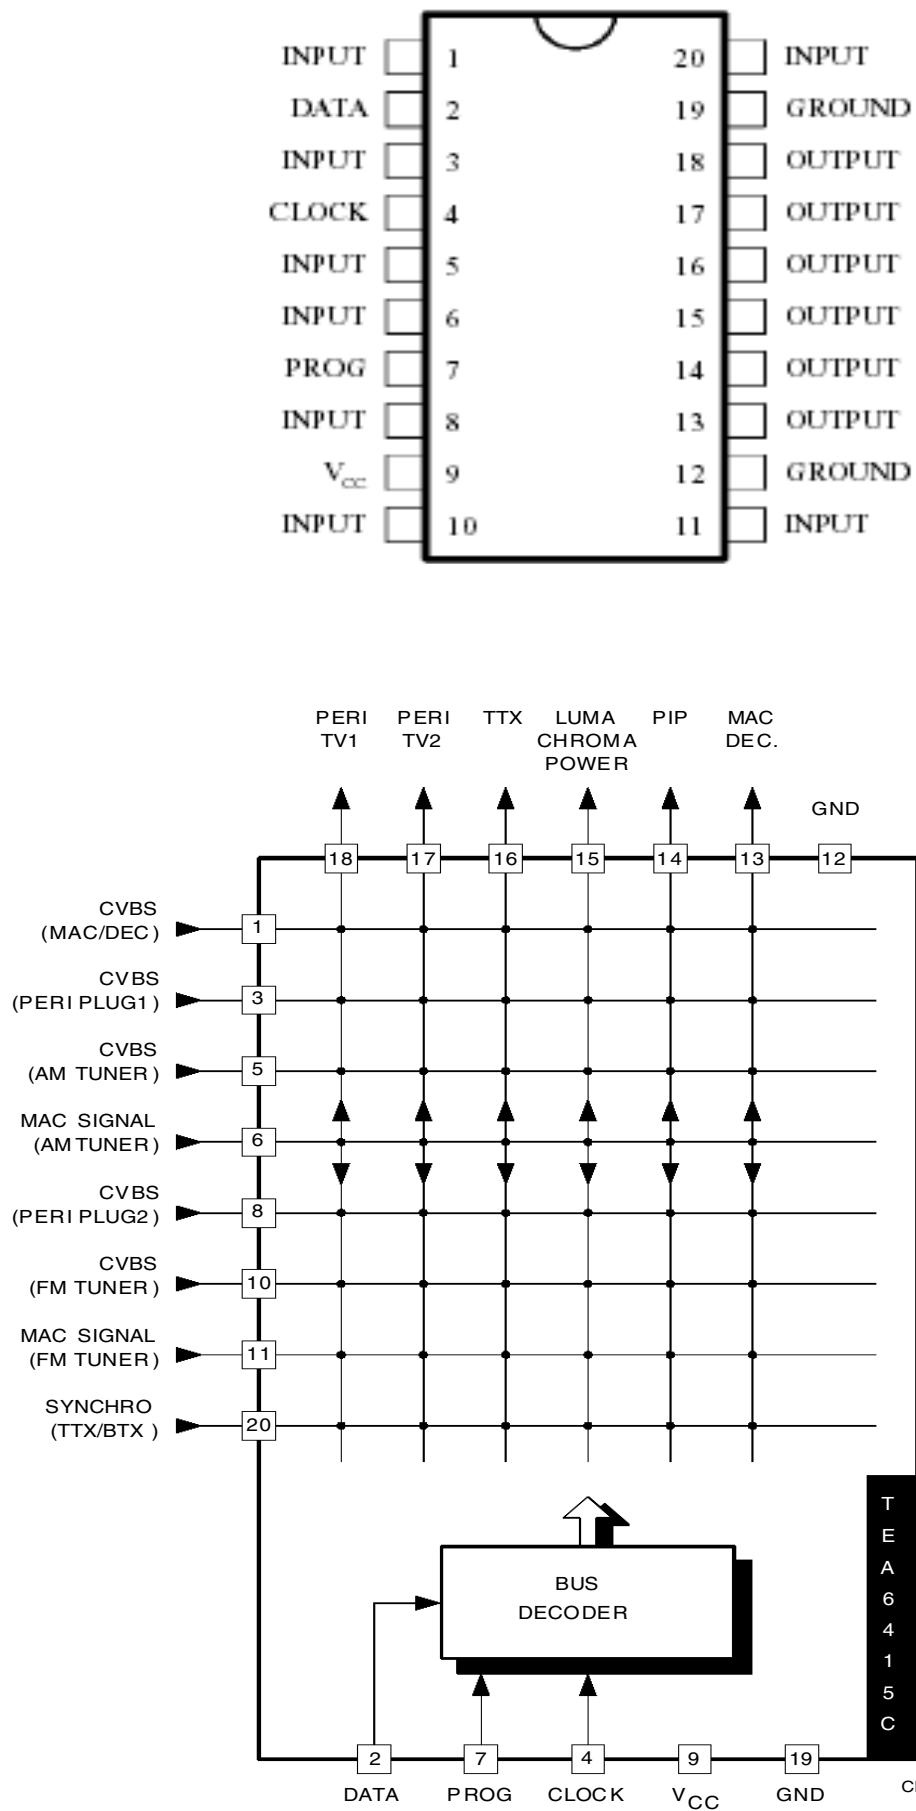 INPUT 1 20 INPUT
DATA 2 19 GROUND
INPUT 3 18 OUTPUT
CLOCK 4 17 OUTPUT
INPUT 5 16 OUTPUT
INPUT 6 15 OUTPUT
PROG 7 14 OUTPUT
INPUT 8 13 OUTPUT
VCC 9 12 GROUND
INPUT 10 11 INPUT
PERI TV1
PERI TV2
TTX
LUMA CHROMA POWER
PIP
MAC DEC.
GND
18 17 16 15 14 13 12
CVBS
(MAC/DEC) 1
CVBS
(PERI PLUG1) 3
CVBS
(AM TUNER) 5
MAC SIGNAL
(AM TUNER) 6
CVBS
(PERI PLUG2) 8
CVBS
(FM TUNER) 10
MAC SIGNAL
(FM TUNER) 11
SYNCHRO
(TTX/BTX) 20
TEA6415C
BUS
DECODER
2 7 4 9 19
DATA PROG CLOCK VCC GND